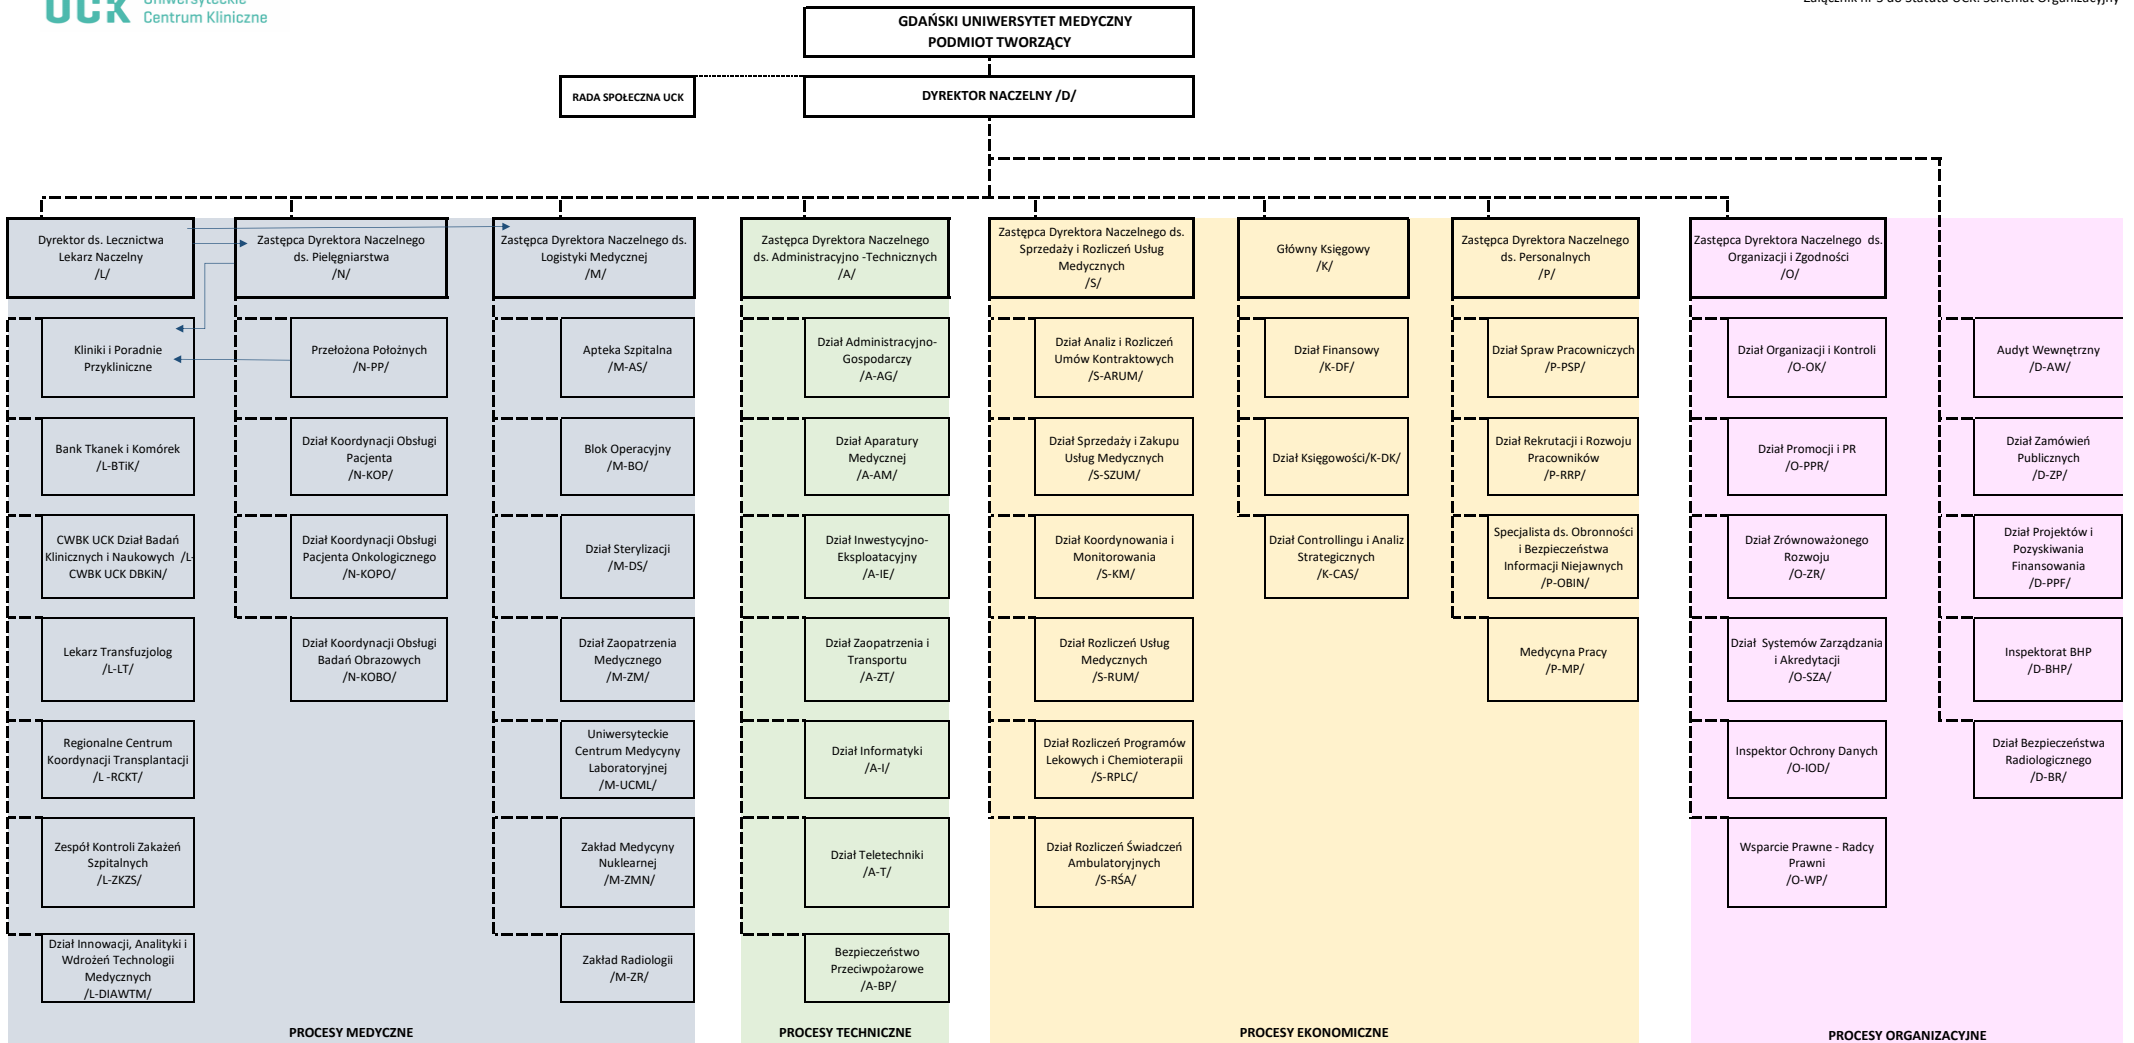 UCK
Uniwersyteckie
Centrum Kliniczne
Załącznik nr 3 do Statutu UCK: Schemat Organizacyjny
GDAŃSKI UNIWERSYTET MEDYCZNY
PODMIOT TWORZĄCY
RADA SPOŁECZNA UCK
DYREKTOR NACZELNY /D/
Dyrektor ds. Lecznictwa
Lekarz Naczelny
/L/
Zastępca Dyrektora Naczelnego
ds. Pielęgniarstwa
/N/
Zastępca Dyrektora Naczelnego ds.
Logistyki Medycznej
/M/
Zastępca Dyrektora Naczelnego
ds. Administracyjno -Technicznych
/A/
Zastępca Dyrektora Naczelnego ds.
Sprzedaży i Rozliczeń Usług
Medycznych
/S/
Główny Księgowy
/K/
Zastępca Dyrektora Naczelnego
ds. Personalnych
/P/
Zastępca Dyrektora Naczelnego  ds.
Organizacji i Zgodności
/O/
Kliniki i Poradnie
Przykliniczne
Przełożona Położnych
/N-PP/
Apteka Szpitalna
/M-AS/
Dział Administracyjno-
Gospodarczy
/A-AG/
Dział Analiz i Rozliczeń
Umów Kontraktowych
/S-ARUM/
Dział Finansowy
/K-DF/
Dział Spraw Pracowniczych
/P-PSP/
Dział Organizacji i Kontroli
/O-OK/
Audyt Wewnętrzny
/D-AW/
Bank Tkanek i Komórek
/L-BTiK/
Dział Koordynacji Obsługi
Pacjenta
/N-KOP/
Blok Operacyjny
/M-BO/
Dział Aparatury
Medycznej
/A-AM/
Dział Sprzedaży i Zakupu
Usług Medycznych
/S-SZUM/
Dział Księgowości/K-DK/
Dział Rekrutacji i Rozwoju
Pracowników
/P-RRP/
Dział Promocji i PR
/O-PPR/
Dział Zamówień
Publicznych
/D-ZP/
CWBK UCK Dział Badań
Klinicznych i Naukowych  /L-
CWBK UCK DBKiN/
Dział Koordynacji Obsługi
Pacjenta Onkologicznego
/N-KOPO/
Dział Sterylizacji
/M-DS/
Dział Inwestycyjno-
Eksploatacyjny
/A-IE/
Dział Koordynowania i
Monitorowania
/S-KM/
Dział Controllingu i Analiz
Strategicznych
/K-CAS/
Specjalista ds. Obronności
i Bezpieczeństwa
Informacji Niejawnych
/P-OBIN/
Dział Zrównoważonego
Rozwoju
/O-ZR/
Dział Projektów i
Pozyskiwania
Finansowania
/D-PPF/
Lekarz Transfuzjolog
/L-LT/
Dział Koordynacji Obsługi
Badań Obrazowych
/N-KOBO/
Dział Zaopatrzenia
Medycznego
/M-ZM/
Dział Zaopatrzenia i
Transportu
/A-ZT/
Dział Rozliczeń Usług
Medycznych
/S-RUM/
Medycyna Pracy
/P-MP/
Dział  Systemów Zarządzania
i Akredytacji
/O-SZA/
Inspektorat BHP
/D-BHP/
Regionalne Centrum
Koordynacji Transplantacji
/L -RCKT/
Uniwersyteckie
Centrum Medycyny
Laboratoryjnej
/M-UCML/
Dział Informatyki
/A-I/
Dział Rozliczeń Programów
Lekowych i Chemioterapii
/S-RPLC/
Inspektor Ochrony Danych
/O-IOD/
Dział Bezpieczeństwa
Radiologicznego
/D-BR/
Zespół Kontroli Zakażeń
Szpitalnych
/L-ZKZS/
Zakład Medycyny
Nuklearnej
/M-ZMN/
Dział Teletechniki
/A-T/
Dział Rozliczeń Świadczeń
Ambulatoryjnych
/S-RŚA/
Wsparcie Prawne - Radcy
Prawni
/O-WP/
Dział Innowacji, Analityki i
Wdrożeń Technologii
Medycznych
/L-DIAWTM/
Zakład Radiologii
/M-ZR/
Bezpieczeństwo
Przeciwpożarowe
/A-BP/
PROCESY MEDYCZNE
PROCESY TECHNICZNE
PROCESY EKONOMICZNE
PROCESY ORGANIZACYJNE